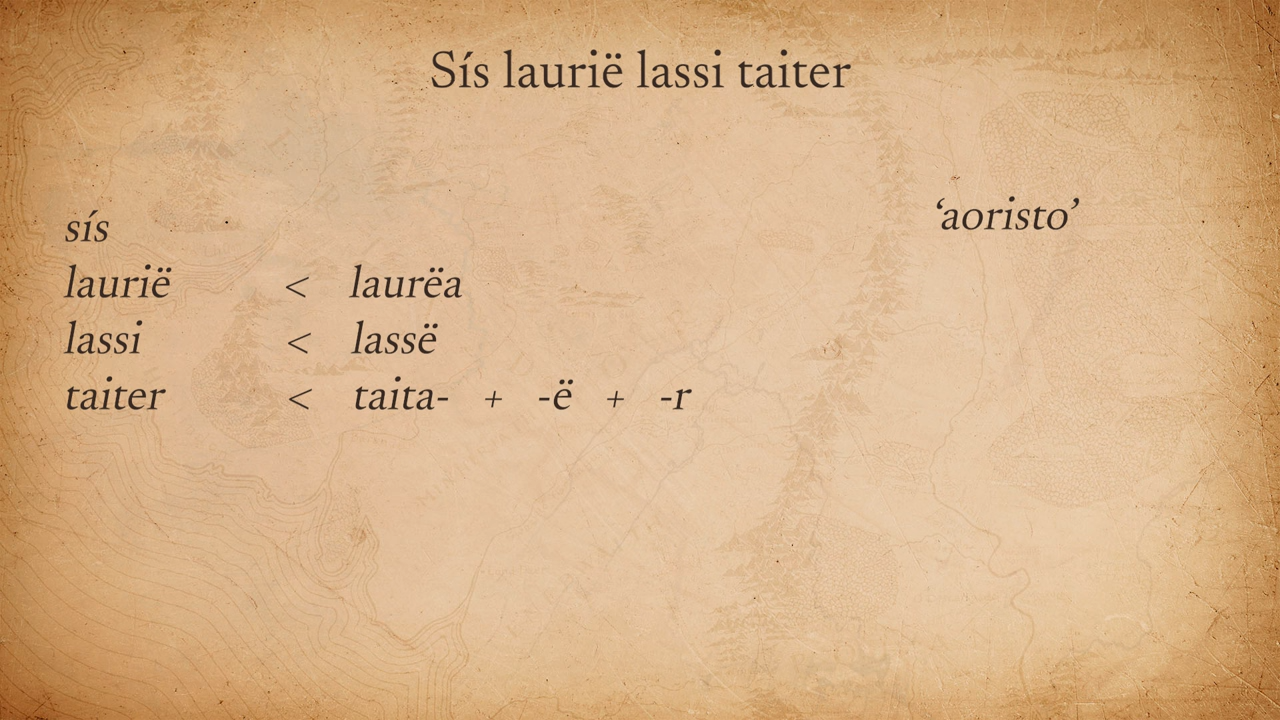 Sís laurië lassi taiter
‘aoristo’
sís
laurië < laurëa
lassi < lassë
taiter < taita- + -ë + -r